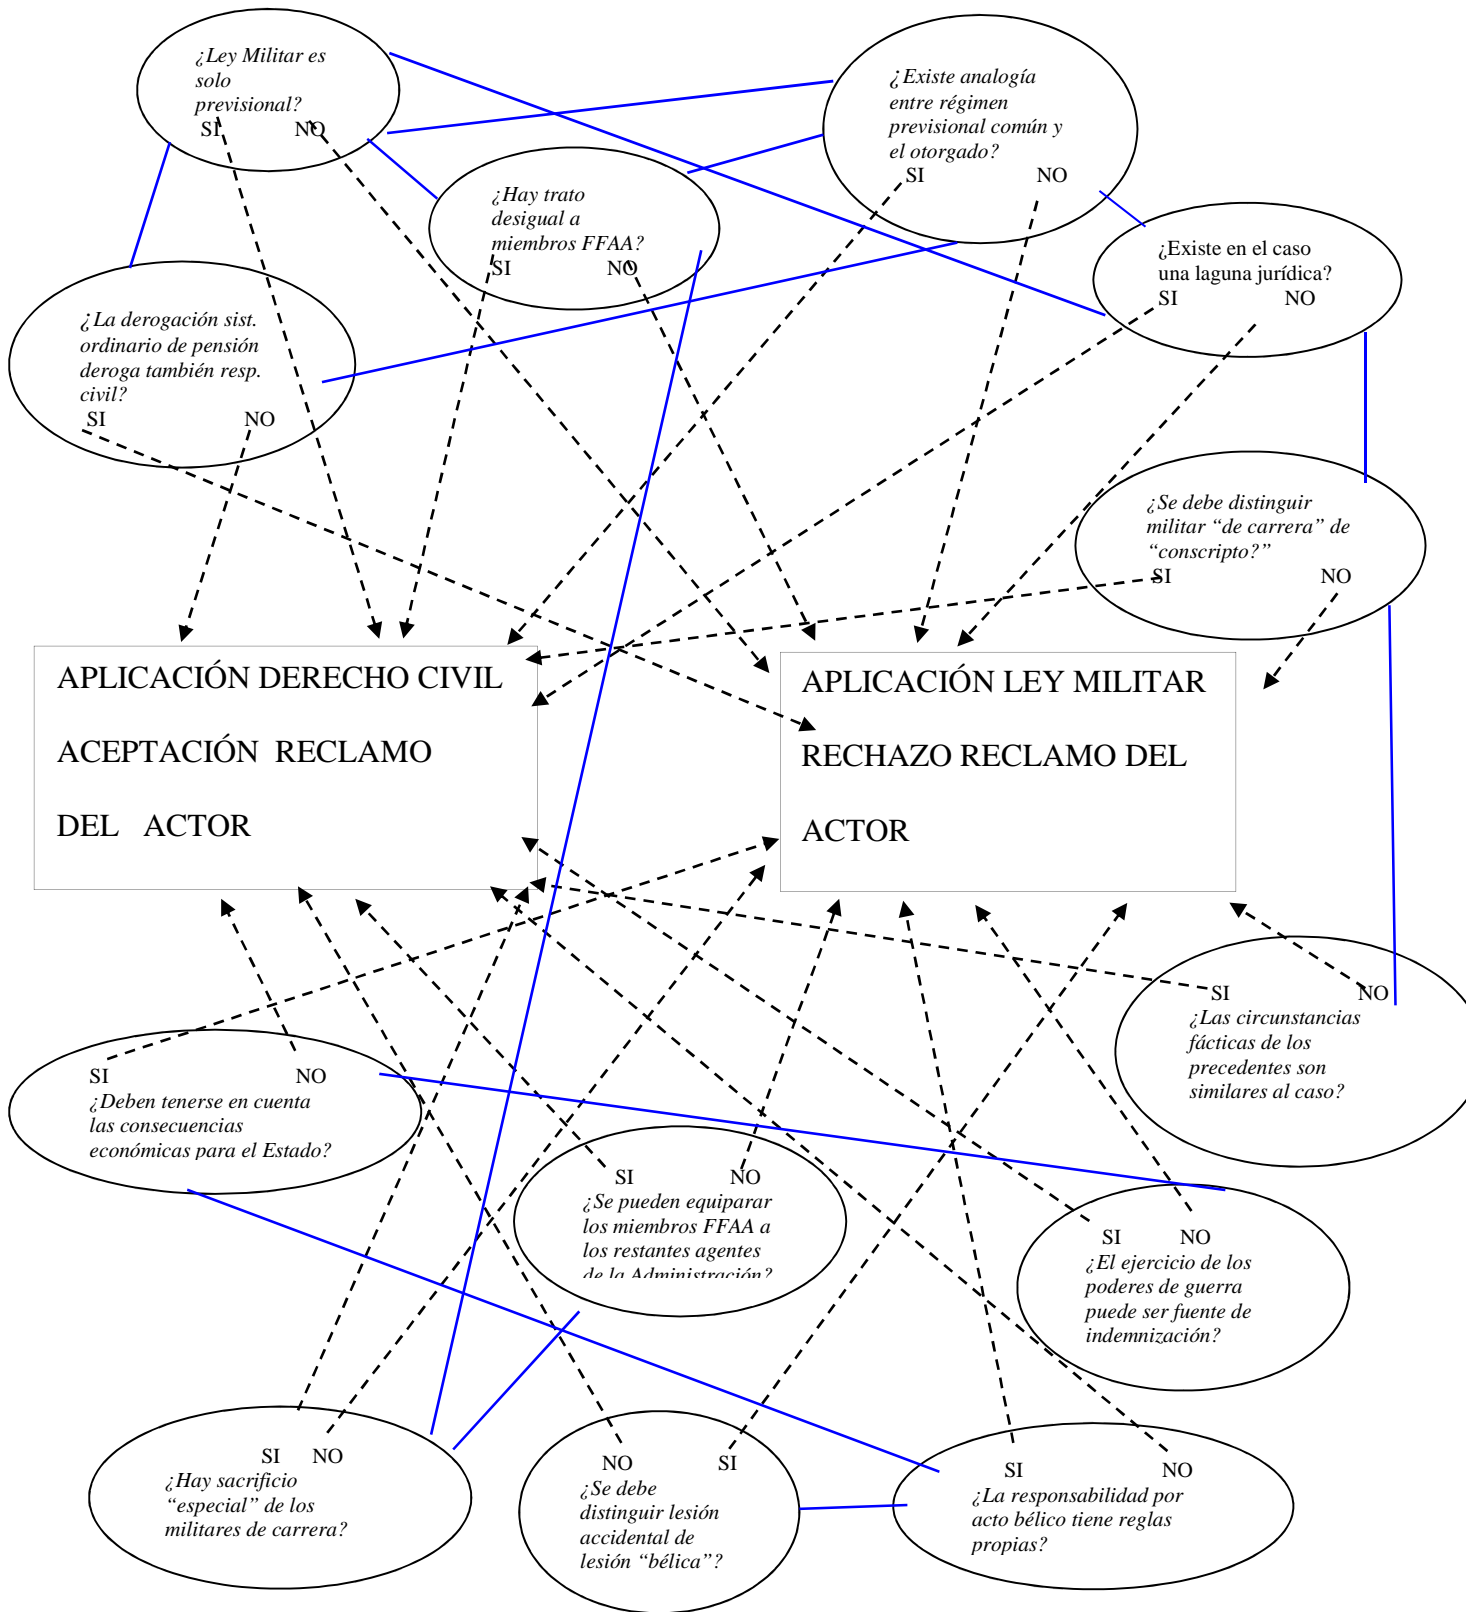 ¿Ley Militar es
solo
previsional?
SI NO
¿Existe analogía
entre régimen
previsional común y
el otorgado?
SI NO
¿Hay trato
desigual a
miembros FFAA?
SI NO
¿Existe en el caso
una laguna jurídica?
SI NO
¿La derogación sist.
ordinario de pensión
deroga también resp.
civil?
SI NO
¿Se debe distinguir
militar “de carrera” de
“conscripto?”
SI NO
APLICACIÓN DERECHO CIVIL
ACEPTACIÓN RECLAMO
DEL ACTOR
APLICACIÓN LEY MILITAR
RECHAZO RECLAMO DEL
ACTOR
SI NO
¿Las circunstancias
fácticas de los
precedentes son
similares al caso?
SI NO
¿Deben tenerse en cuenta
las consecuencias
económicas para el Estado?
SI NO
¿Se pueden equiparar
los miembros FFAA a
los restantes agentes
de la Administración?
SI NO
¿El ejercicio de los
poderes de guerra
puede ser fuente de
indemnización?
SI NO
¿Hay sacrificio
“especial” de los
militares de carrera?
NO SI
¿Se debe
distinguir lesión
accidental de
lesión “bélica”?
SI NO
¿La responsabilidad por
acto bélico tiene reglas
propias?